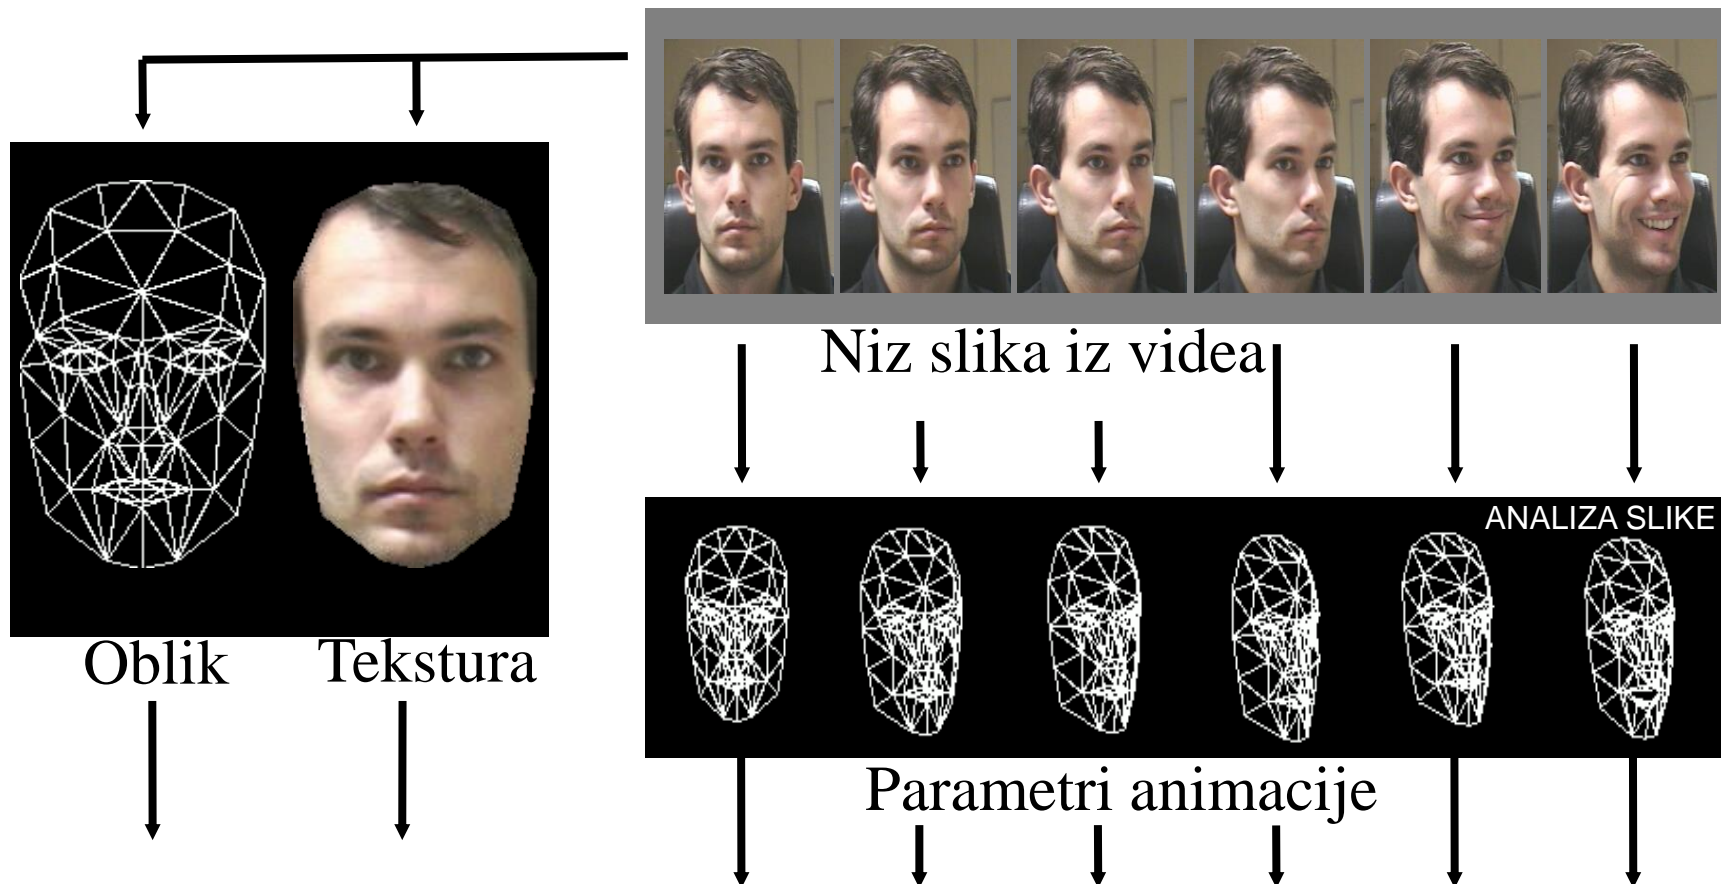 Niz slika iz videa
ANALIZA SLIKE
Oblik
Tekstura
Parametri animacije